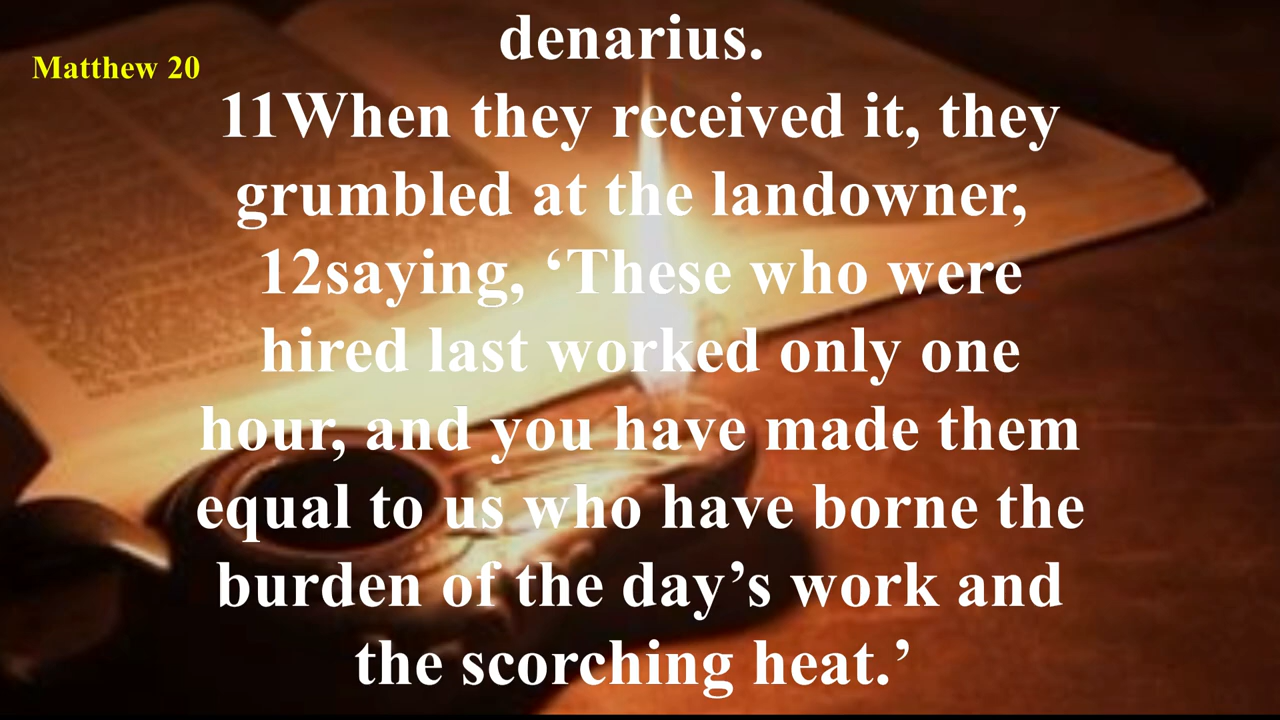 denarius.
Matthew 20
11When they received it, they
grumbled at the landowner,
12saying, ‘These who were
hired last worked only one
hour, and you have made them
equal to us who have borne the
burden of the day’s work and
the scorching heat.’